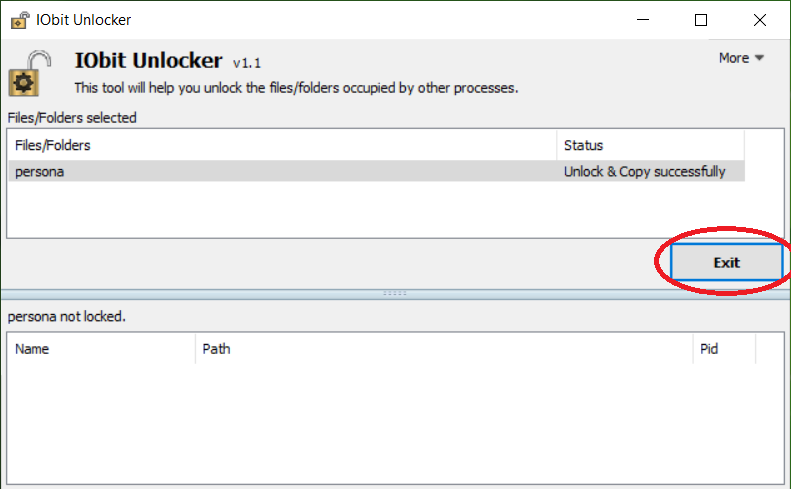 IObit Unlocker
IObit Unlocker v1.1
More
This tool will help you unlock the files/folders occupied by other processes.
Files/Folders selected
Files/Folders Status
persona Unlock & Copy successfully
Exit
persona not locked.
Name Path Pid